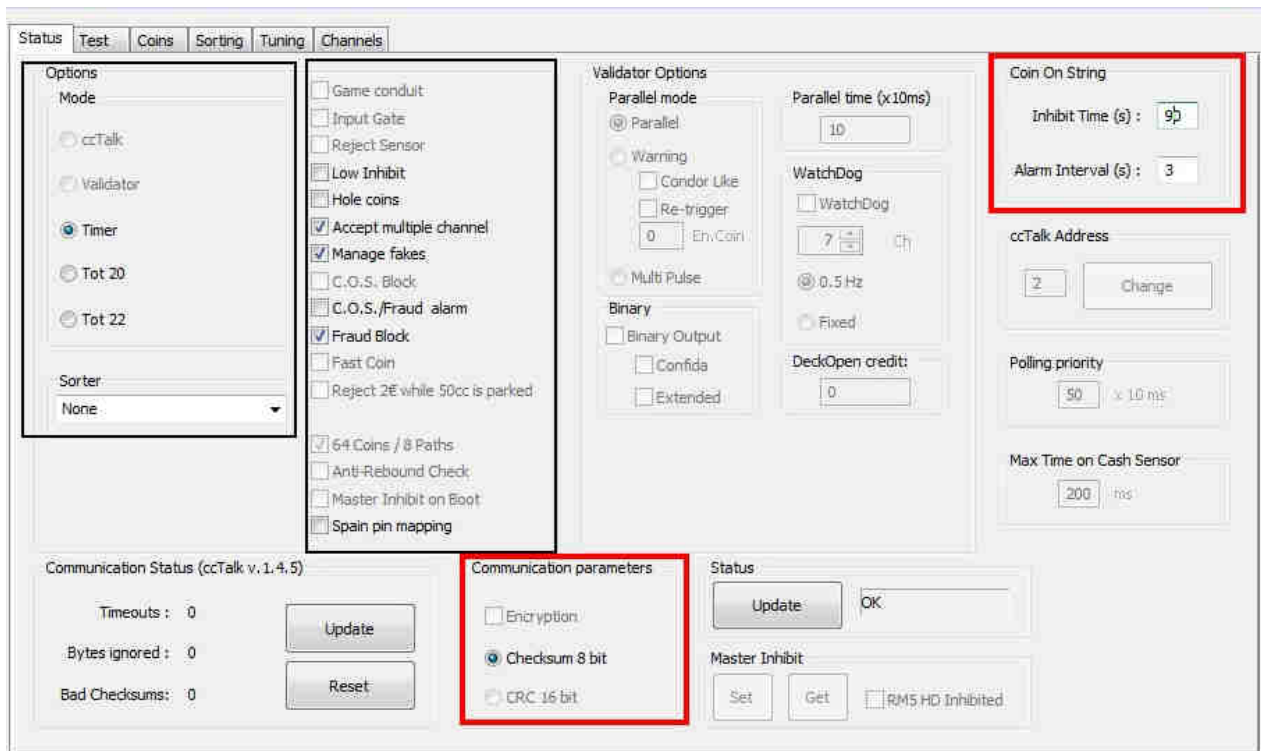 Status Test Coins Sorting Tuning Channels
Options
Mode
ccTalk
Validator
Timer
Tot 20
Tot 22
Sorter
None
Game conduit
Input Gate
Reject Sensor
Low Inhibit
Hole coins
Accept multiple channel
Manage fakes
C.O.S. Block
C.O.S./Fraud alarm
Fraud Block
Fast Coin
Reject 2€ while 50cc is parked
64 Coins / 8 Paths
Anti-Rebound Check
Master Inhibit on Boot
Spain pin mapping
Validator Options
Parallel mode
Parallel
Warning
Condor Like
Re-trigger
0 En.Coin
Multi Pulse
Binary
Binary Output
Confida
Extended
Parallel time (x10ms)
10
WatchDog
WatchDog
7 Ch
0.5 Hz
Fixed
DeckOpen credit:
0
Coin On String
Inhibit Time (s) :
Alarm Interval (s) : 3
ccTalk Address
2 Change
Polling priority
50 x 10 ms
Max Time on Cash Sensor
200 ms
Communication Status (ccTalk v.1.4.5)
Timeouts : 0
Bytes ignored : 0
Bad Checksums: 0
Update
Reset
Communication parameters
Encryption
Checksum 8 bit
CRC 16 bit
Status
Update OK
Master Inhibit
Set Get RM5 HD Inhibited